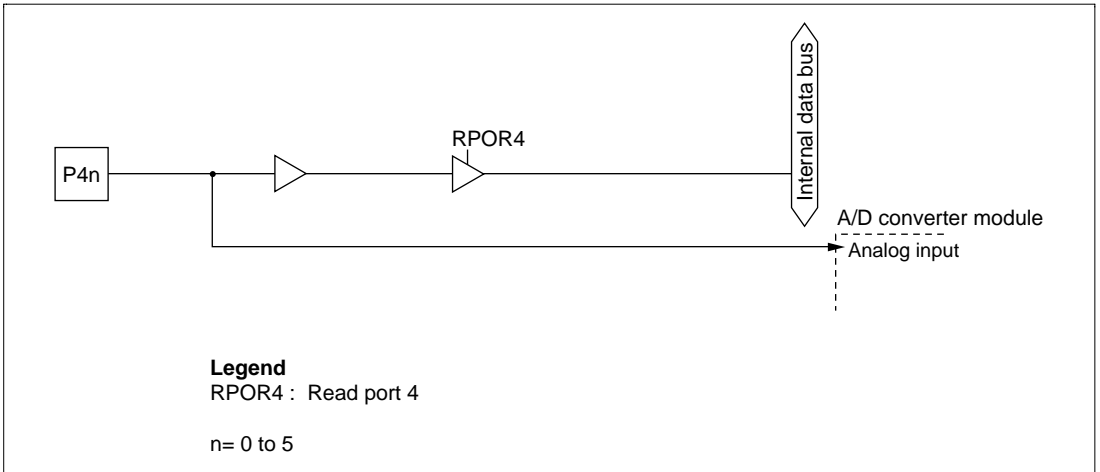 Internal data bus
RPOR4
P4n
A/D converter module
Analog input
Legend
RPOR4 : Read port 4
n= 0 to 5